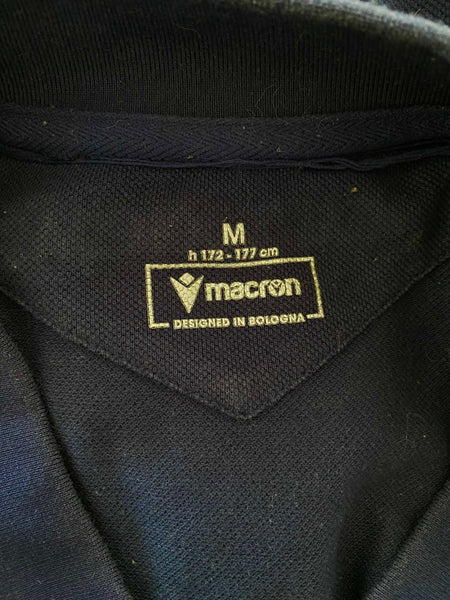 M
h 172 - 177 cm
macron
DESIGNED IN BOLOGNA